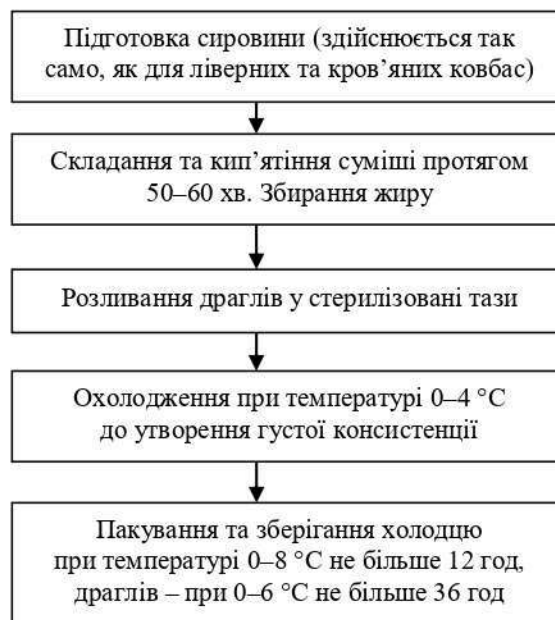 Підготовка сировини (здійснюється так
само, як для ліверних та кров’яних ковбас)
Складання та кип’ятіння суміші протягом
50–60 хв. Збирання жиру
Розливання драглів у стерилізовані тази
Охолодження при температурі 0–4 °С
до утворення густої консистенції
Пакування та зберігання холодцю
при температурі 0–8 °С не більше 12 год,
драглів – при 0–6 °С не більше 36 год